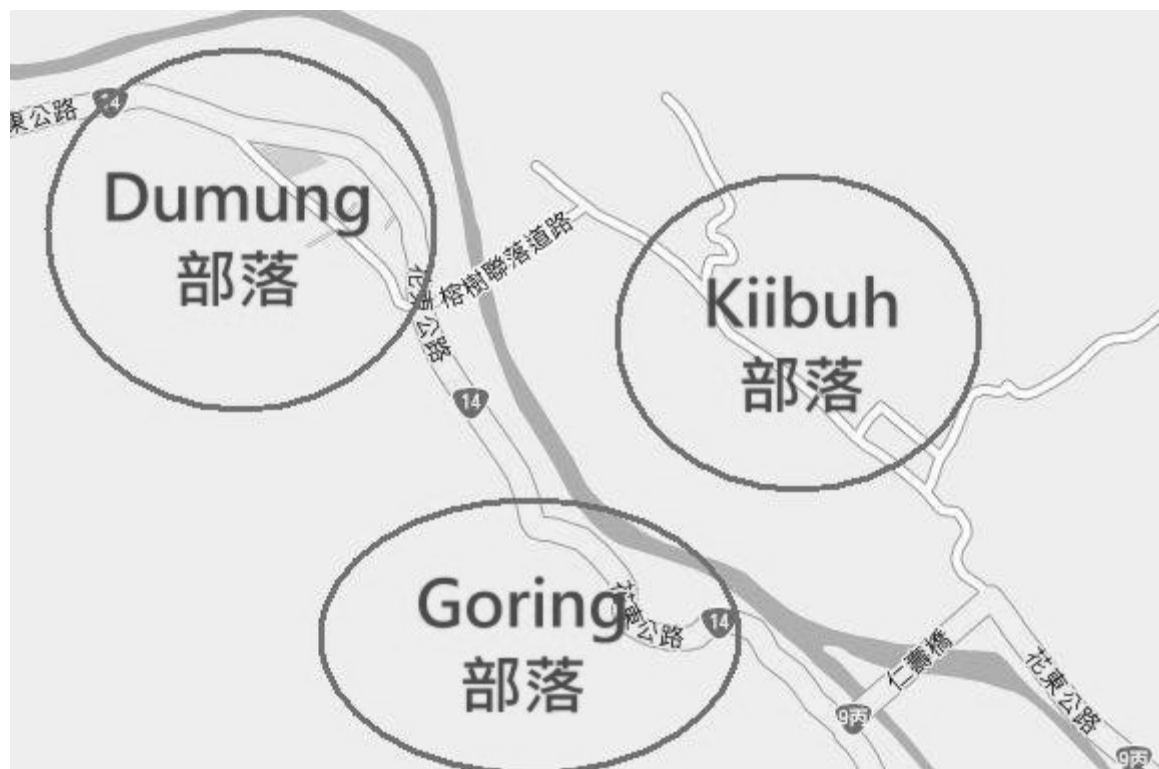 東公路
14
Dumung
部落
榕樹聯落道路
花東公路
14
Kiibuh
部落
Goring
部落
花東公路
14
仁壽橋
9丙
花東公路
9丙